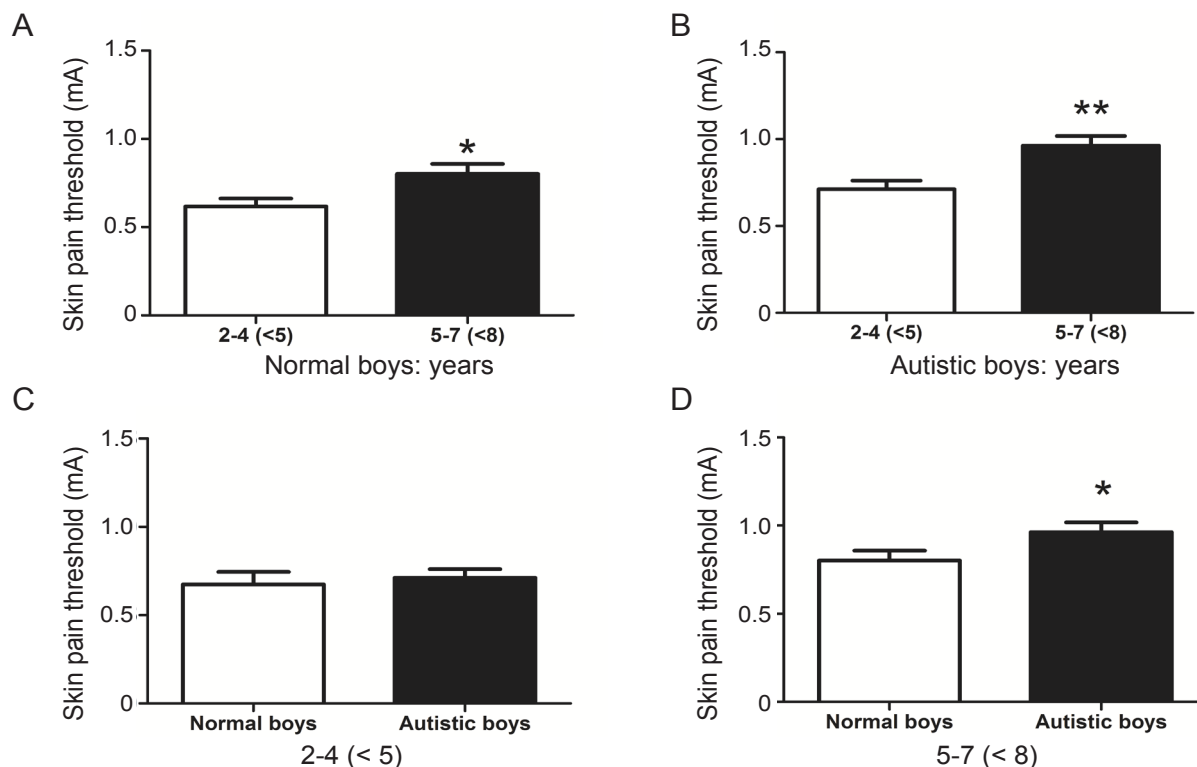 A
Skin pain threshold (mA)
1.5
1.0
0.5
0
*
2-4 (<5)
5-7 (<8)
Normal boys: years
B
Skin pain threshold (mA)
1.5
1.0
0.5
0
**
2-4 (<5)
5-7 (<8)
Autistic boys: years
C
Skin pain threshold (mA)
1.5
1.0
0.5
0
Normal boys
Autistic boys
2-4 (< 5)
D
Skin pain threshold (mA)
1.5
1.0
0.5
0
*
Normal boys
Autistic boys
5-7 (< 8)